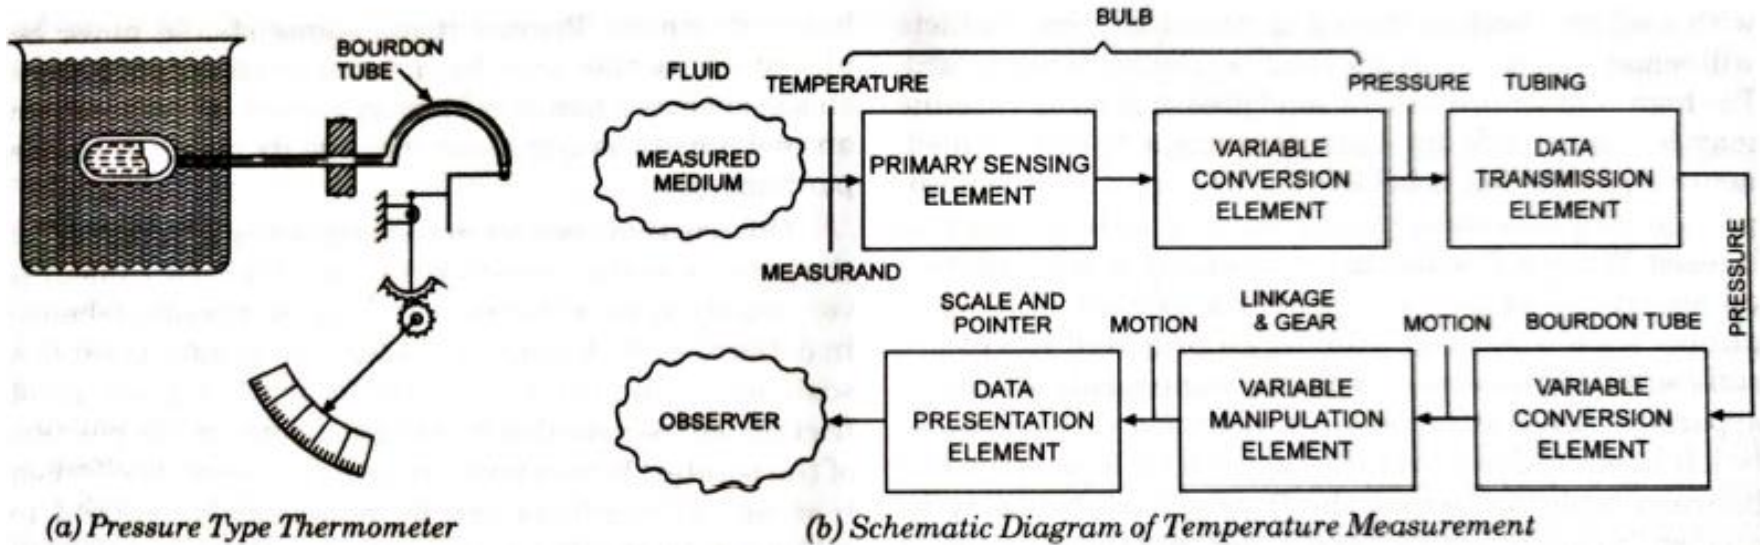 BOURDON
TUBE
(a) Pressure Type Thermometer
BULB
FLUID
TEMPERATURE
PRESSURE
TUBING
MEASURED
MEDIUM
PRIMARY SENSING
ELEMENT
VARIABLE
CONVERSION
ELEMENT
DATA
TRANSMISSION
ELEMENT
MEASURAND
PRESSURE
SCALE AND
POINTER
MOTION
LINKAGE
& GEAR
MOTION
BOURDON TUBE
OBSERVER
DATA
PRESENTATION
ELEMENT
VARIABLE
MANIPULATION
ELEMENT
VARIABLE
CONVERSION
ELEMENT
(b) Schematic Diagram of Temperature Measurement